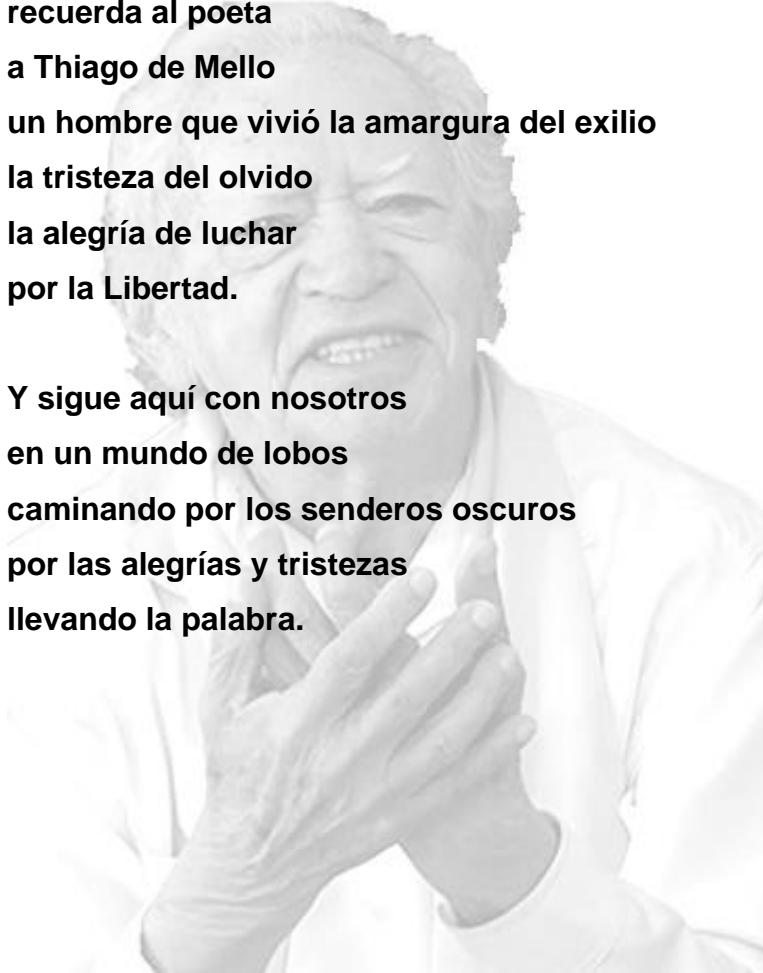 recuerda al poeta
a Thiago de Mello
un hombre que vivió la amargura del exilio
la tristeza del olvido
la alegría de luchar
por la Libertad.
Y sigue aquí con nosotros
en un mundo de lobos
caminando por los senderos oscuros
por las alegrías y tristezas
llevando la palabra.